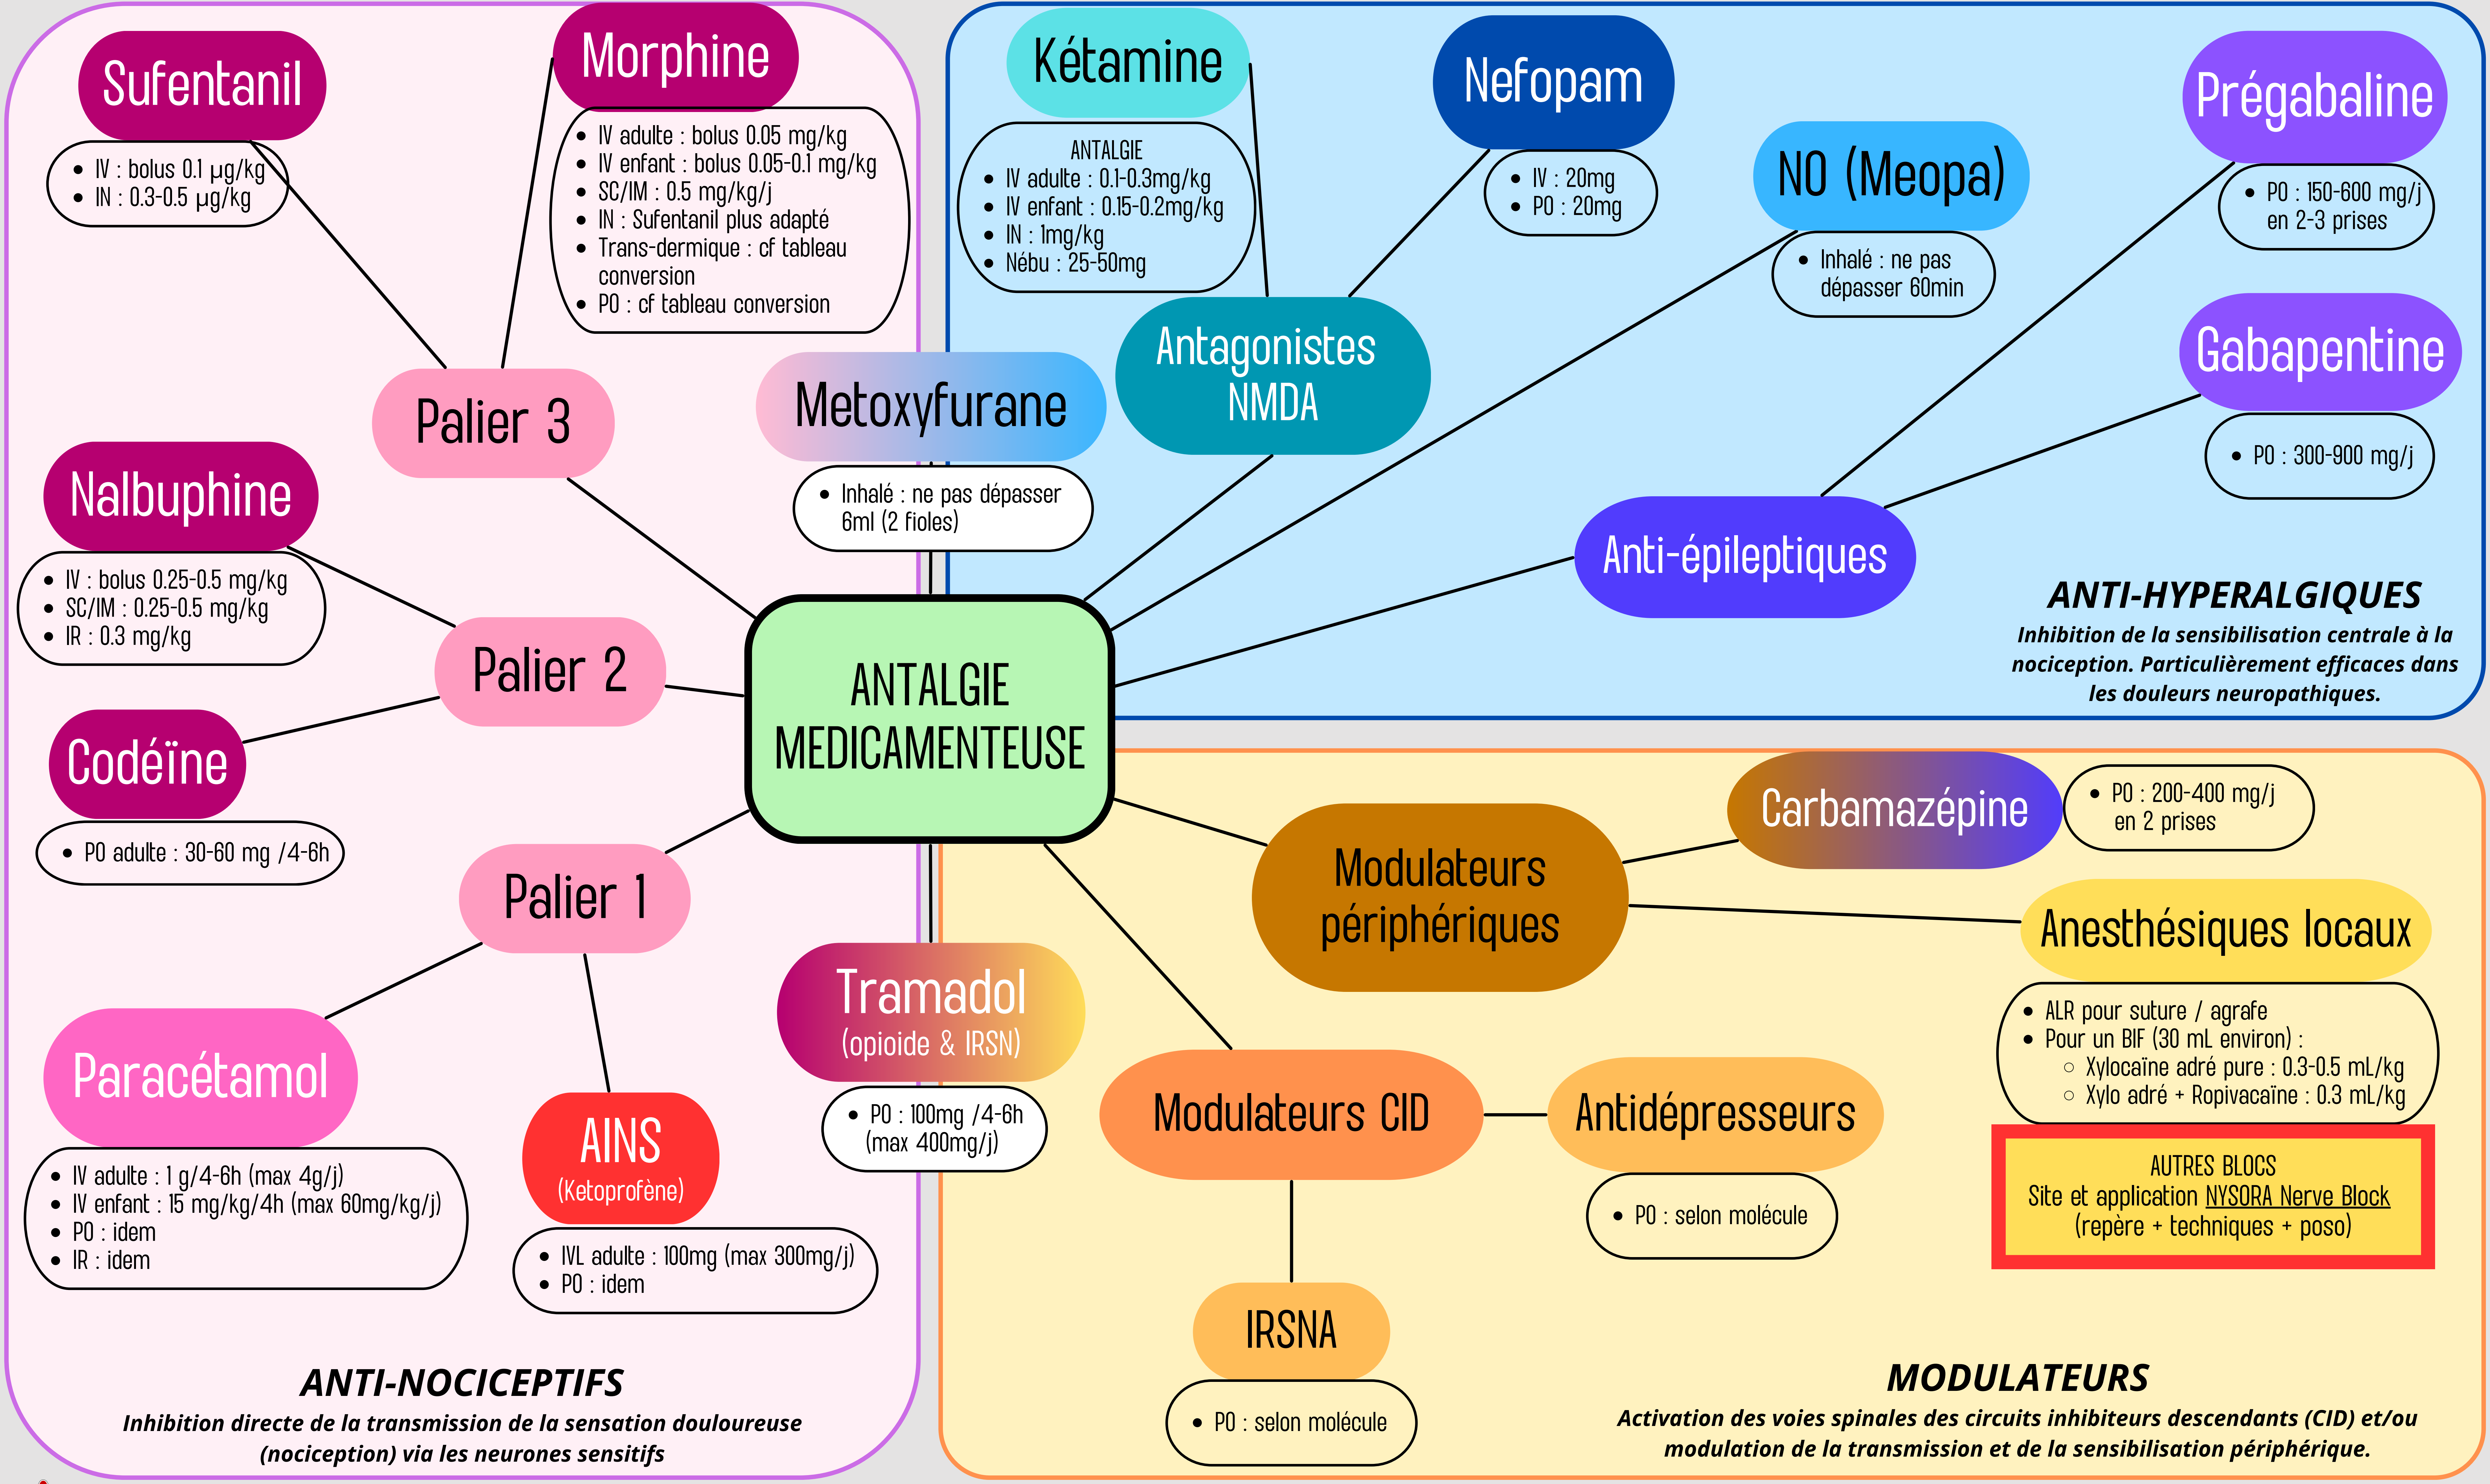 Sufentanil
• IV : bolus 0.1 µg/kg
• IN : 0.3-0.5 µg/kg
Morphine
• IV adulte : bolus 0.05 mg/kg
• IV enfant : bolus 0.05-0.1 mg/kg
• SC/IM : 0.5 mg/kg/j
• IN : Sufentanil plus adapté
• Trans-dermique : cf tableau
conversion
• PO : cf tableau conversion
Palier 3
Nalbuphine
• IV : bolus 0.25-0.5 mg/kg
• SC/IM : 0.25-0.5 mg/kg
• IR : 0.3 mg/kg
Palier 2
Codéïne
• PO adulte : 30-60 mg /4-6h
Palier 1
Paracétamol
• IV adulte : 1 g/4-6h (max 4g/j)
• IV enfant : 15 mg/kg/4h (max 60mg/kg/j)
• PO : idem
• IR : idem
AINS
(Ketoprofène)
• IVL adulte : 100mg (max 300mg/j)
• PO : idem
ANTI-NOCICEPTIFS
Inhibition directe de la transmission de la sensation douloureuse
(nociception) via les neurones sensitifs
Metoxyfurane
• Inhalé : ne pas dépasser
6ml (2 fioles)
ANTALGIE
MEDICAMENTEUSE
Tramadol
(opioide & IRSN)
• PO : 100mg /4-6h
(max 400mg/j)
Kétamine
ANTALGIE
• IV adulte : 0.1-0.3mg/kg
• IV enfant : 0.15-0.2mg/kg
• IN : 1mg/kg
• Nébu : 25-50mg
Nefopam
• IV : 20mg
• PO : 20mg
Antagonistes
NMDA
NO (Meopa)
• Inhalé : ne pas
dépasser 60min
Prégabaline
• PO : 150-600 mg/j
en 2-3 prises
Gabapentine
• PO : 300-900 mg/j
Anti-épileptiques
ANTI-HYPERALGIQUES
Inhibition de la sensibilisation centrale à la
nociception. Particulièrement efficaces dans
les douleurs neuropathiques.
Modulateurs
périphériques
Carbamazépine
• PO : 200-400 mg/j
en 2 prises
Anesthésiques locaux
• ALR pour suture / agrafe
• Pour un BIF (30 mL environ) :
○ Xylocaïne adré pure : 0.3-0.5 mL/kg
○ Xylo adré + Ropivacaïne : 0.3 mL/kg
AUTRES BLOCS
Site et application NYSORA Nerve Block
(repère + techniques + poso)
Modulateurs CID
Antidépresseurs
• PO : selon molécule
IRSNA
• PO : selon molécule
MODULATEURS
Activation des voies spinales des circuits inhibiteurs descendants (CID) et/ou
modulation de la transmission et de la sensibilisation périphérique.